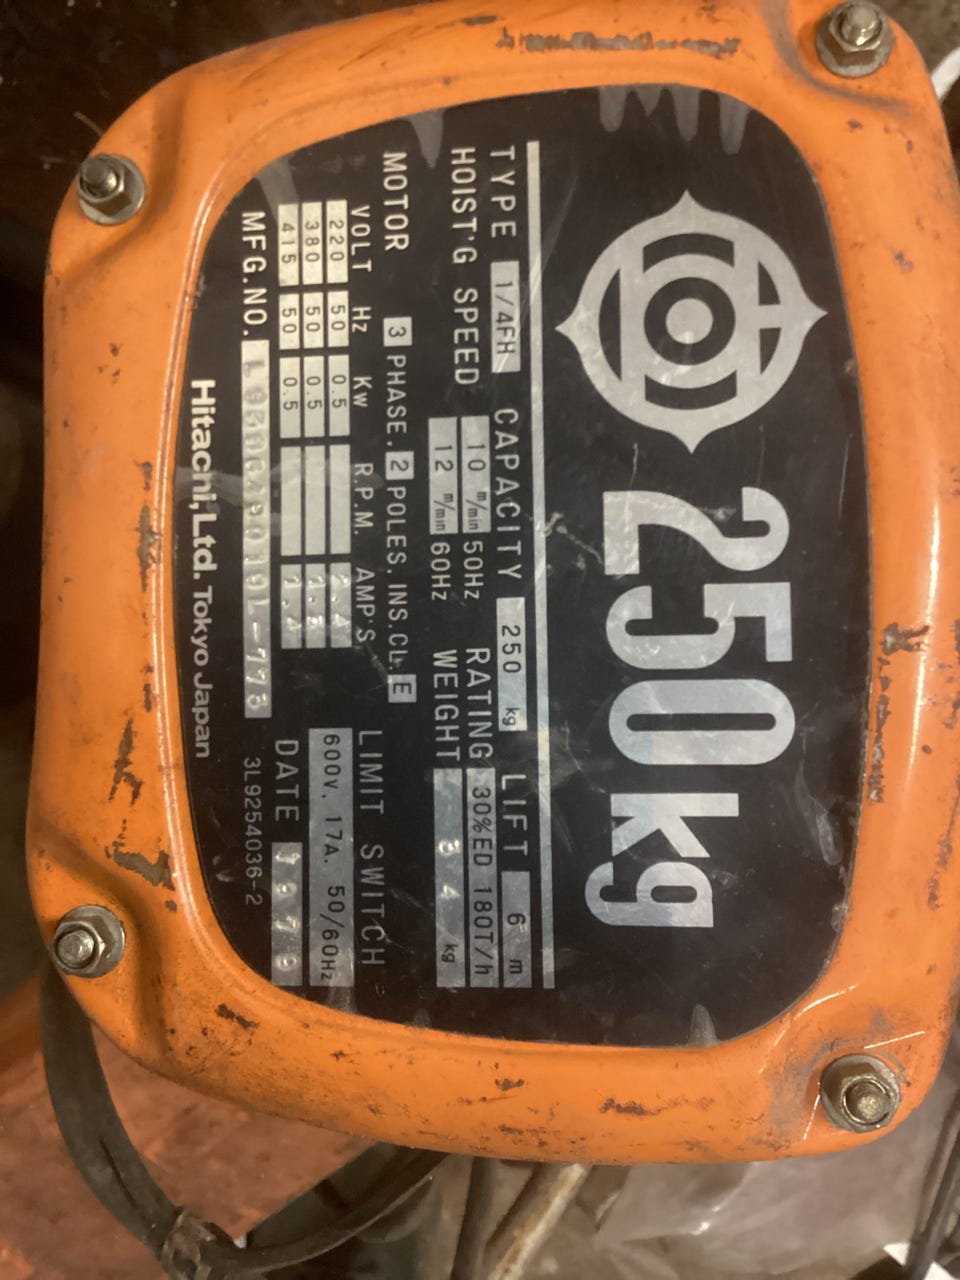 250kg
TYPE 1/4FH CAPACITY 250 kg LIFT 6 m
HOIST'G SPEED 10 m/min 50Hz RATING 30%ED 180T/h
12 m/min 60Hz WEIGHT 34 kg
MOTOR 3 PHASE. 2 POLES. INS.CL. E
VOLT Hz KW R.P.M. AMP'S LIMIT SWITCH
220 50 0.5 600V. 17A. 50/60Hz
380 50 0.5
415 50 0.5 1.4 DATE
MFG.NO.
Hitachi, Ltd. Tokyo Japan 3L9254036-2